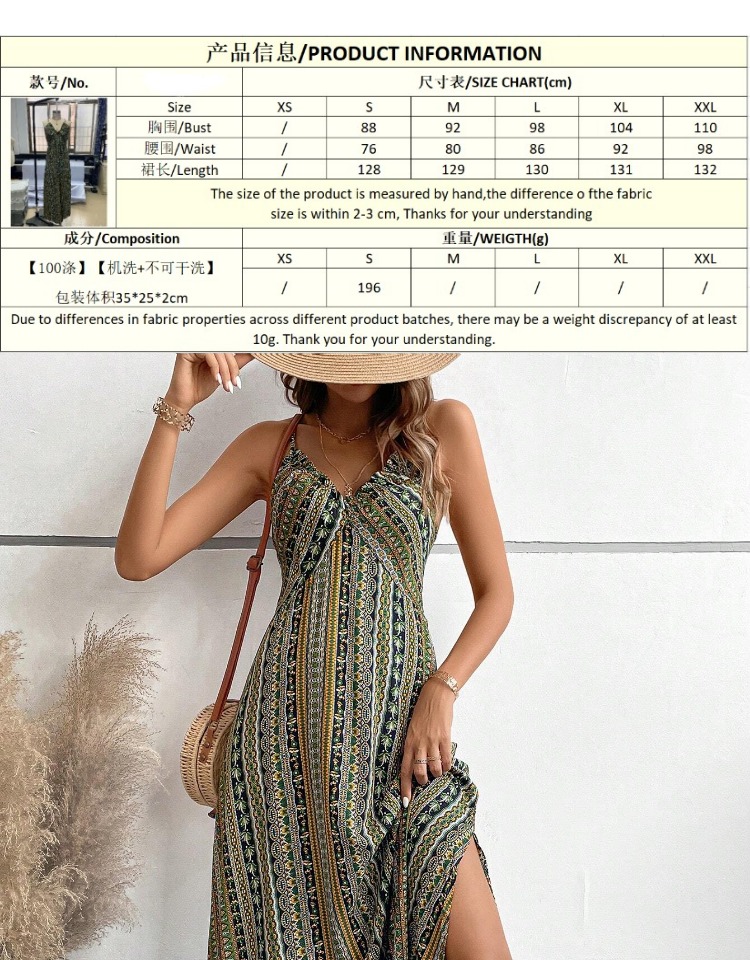 产品信息/PRODUCT INFORMATION
款号/No. 尺寸表/SIZE CHART(cm)
Size XS S M L XL XXL
胸围/Bust / 88 92 98 104 110
腰围/Waist / 76 80 86 92 98
裙长/Length / 128 129 130 131 132
The size of the product is measured by hand,the difference o fthe fabric
size is within 2-3 cm, Thanks for your understanding
成分/Composition 重量/WEIGTH(g)
XS S M L XL XXL
【100涤】【机洗+不可干洗】
包装体积35*25*2cm
/ 196 / / / /
Due to differences in fabric properties across different product batches, there may be a weight discrepancy of at least
10g. Thank you for your understanding.